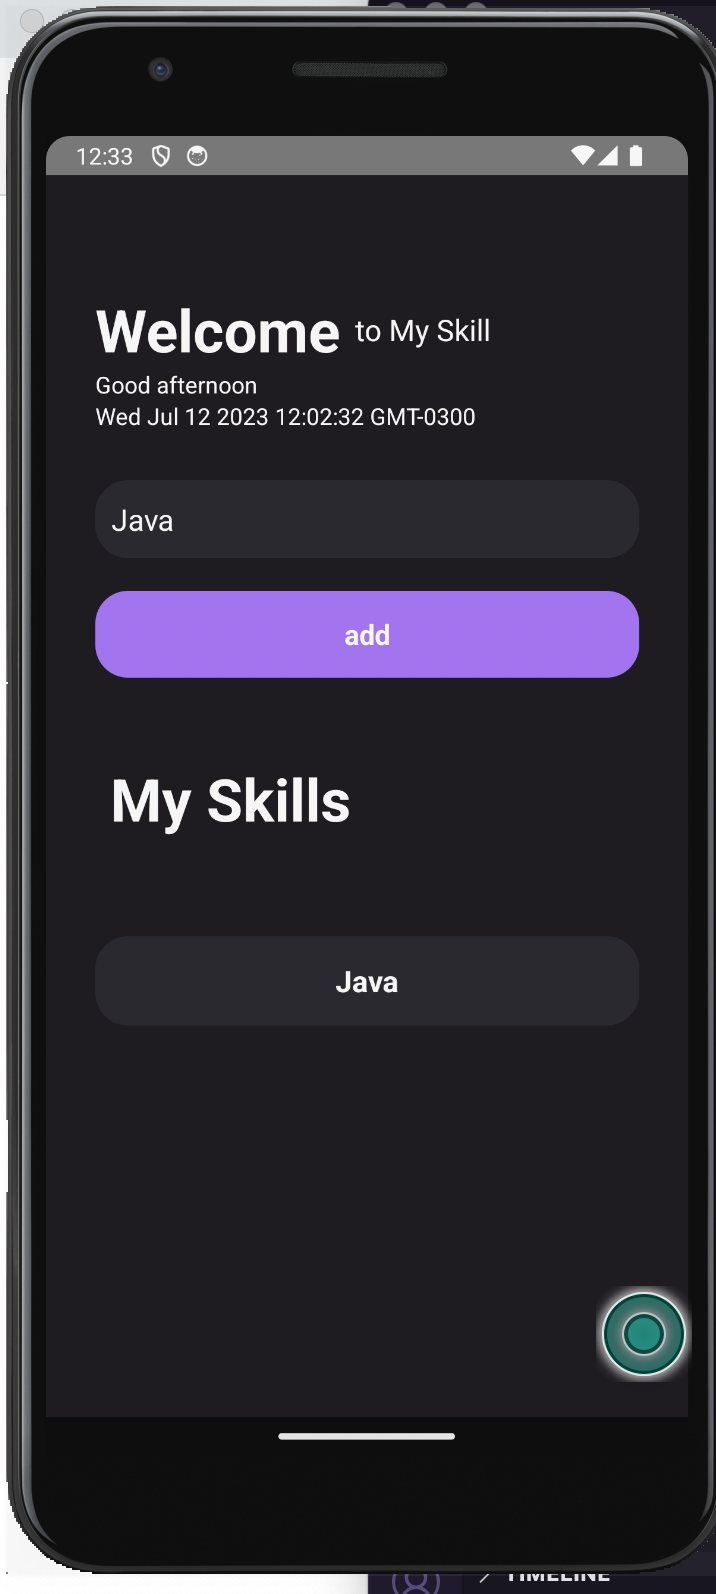 12:33
Welcome to My Skill
Good afternoon
Wed Jul 12 2023 12:02:32 GMT-0300
Java
add
My Skills
Java
TIMELINE